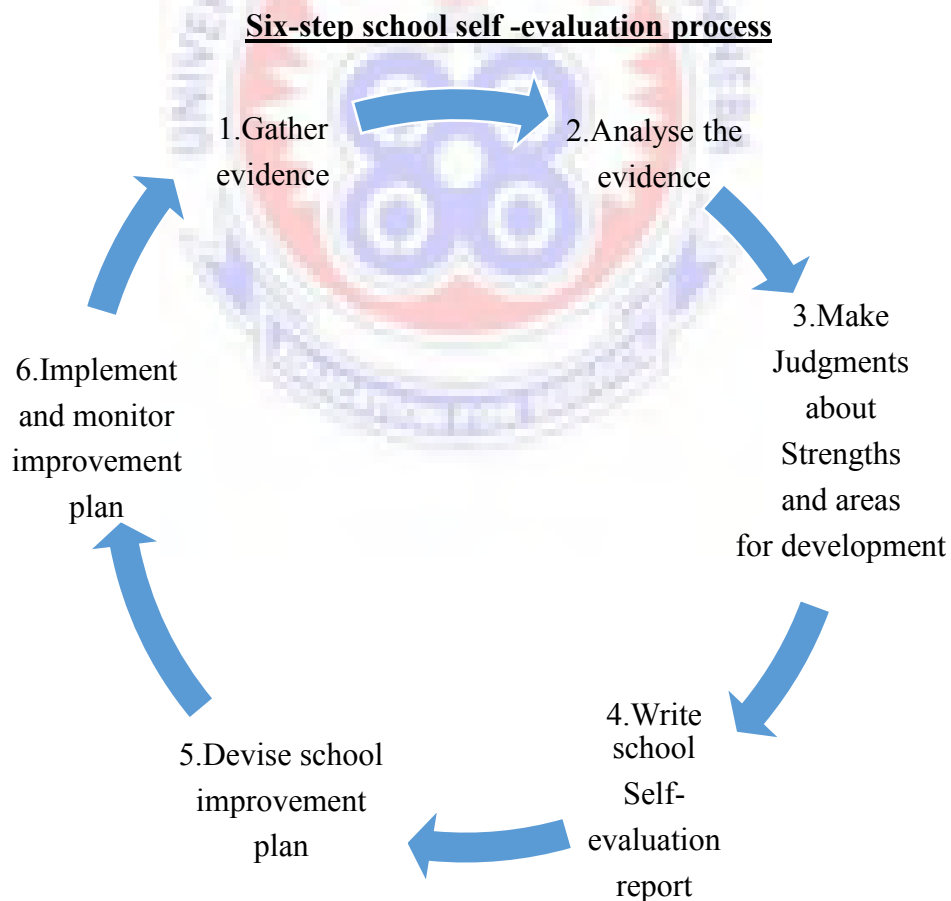 Six-step school self -evaluation process
1.Gather
evidence
2.Analyse the
evidence
3.Make
Judgments
about
Strengths
and areas
for development
4.Write
school
Self-
evaluation
report
5.Devise school
improvement
plan
6.Implement
and monitor
improvement
plan